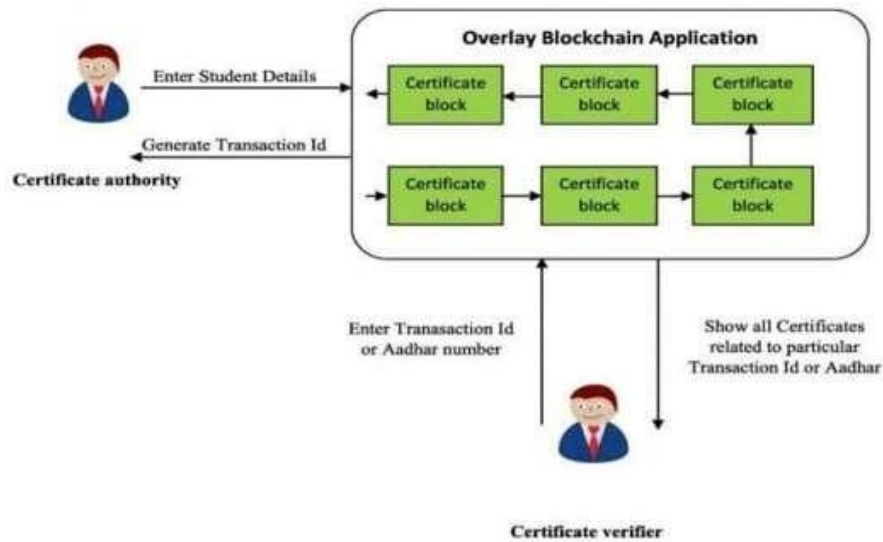 Overlay Blockchain Application
Enter Student Details
Certificate
block
Certificate
block
Certificate
block
Generate Transaction Id
Certificate authority
Certificate
block
Certificate
block
Certificate
block
Enter Tranasaction Id
or Aadhar number
Show all Certificates
related to particular
Transaction Id or Aadhar
Certificate verifier